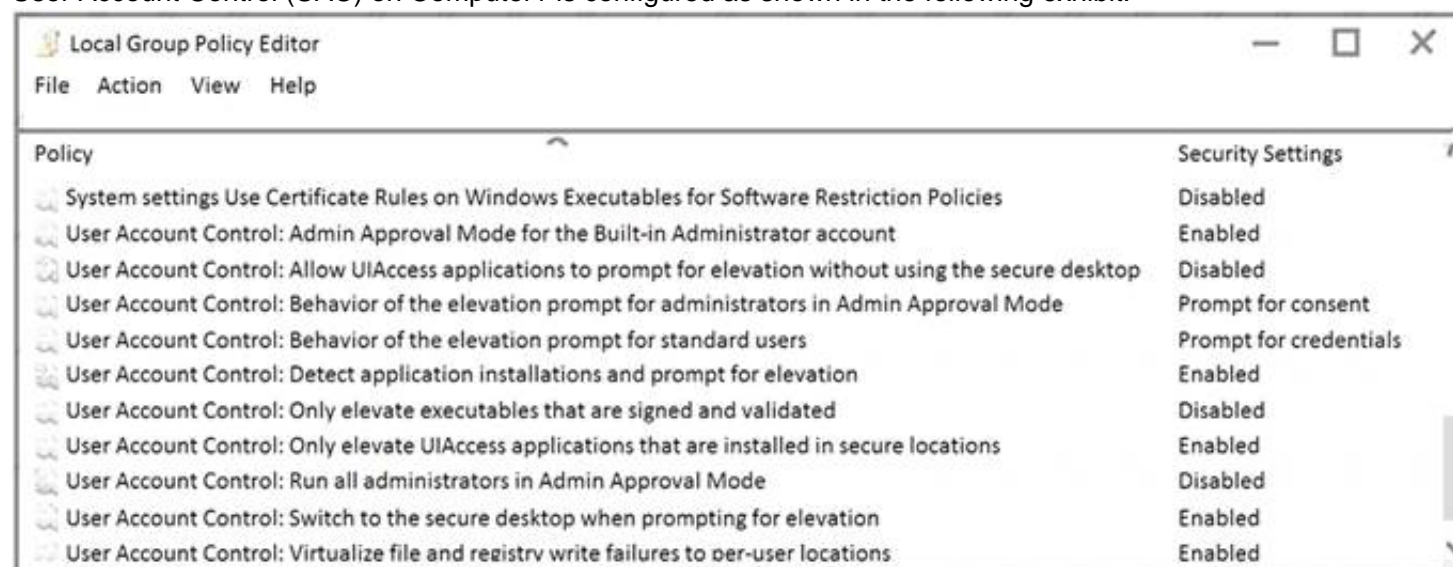 User Account Control (UAC) on Computer1 is configured as shown in the following exhibit.
Local Group Policy Editor
File Action View Help
Policy Security Settings
System settings Use Certificate Rules on Windows Executables for Software Restriction Policies Disabled
User Account Control: Admin Approval Mode for the Built-in Administrator account Enabled
User Account Control: Allow UIAccess applications to prompt for elevation without using the secure desktop Disabled
User Account Control: Behavior of the elevation prompt for administrators in Admin Approval Mode Prompt for consent
User Account Control: Behavior of the elevation prompt for standard users Prompt for credentials
User Account Control: Detect application installations and prompt for elevation Enabled
User Account Control: Only elevate executables that are signed and validated Disabled
User Account Control: Only elevate UIAccess applications that are installed in secure locations Enabled
User Account Control: Run all administrators in Admin Approval Mode Disabled
User Account Control: Switch to the secure desktop when prompting for elevation Enabled
User Account Control: Virtualize file and registry write failures to per-user locations Enabled